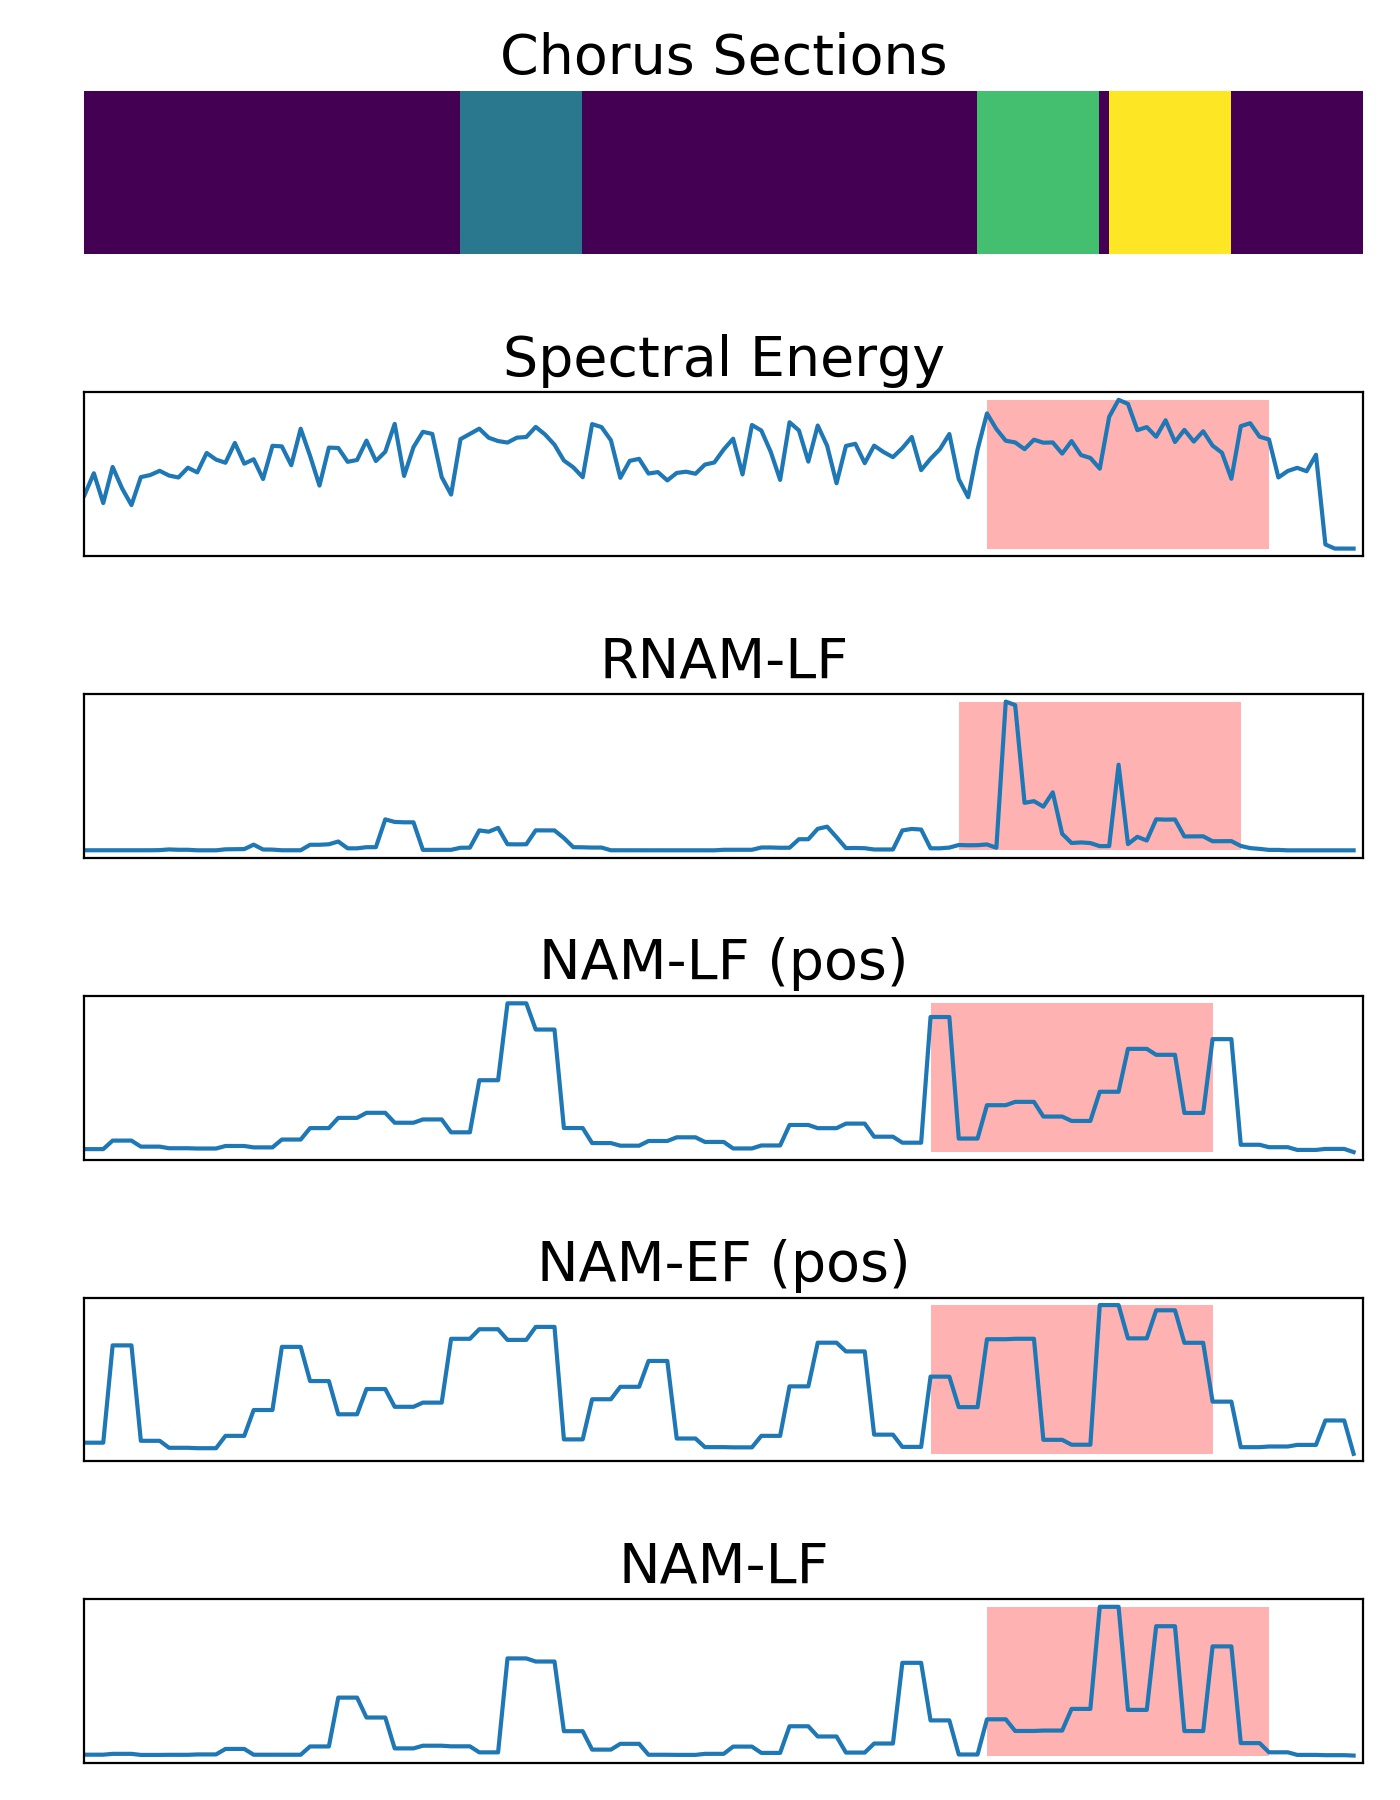 Chorus Sections
Spectral Energy
RNAM-LF
NAM-LF (pos)
NAM-EF (pos)
NAM-LF